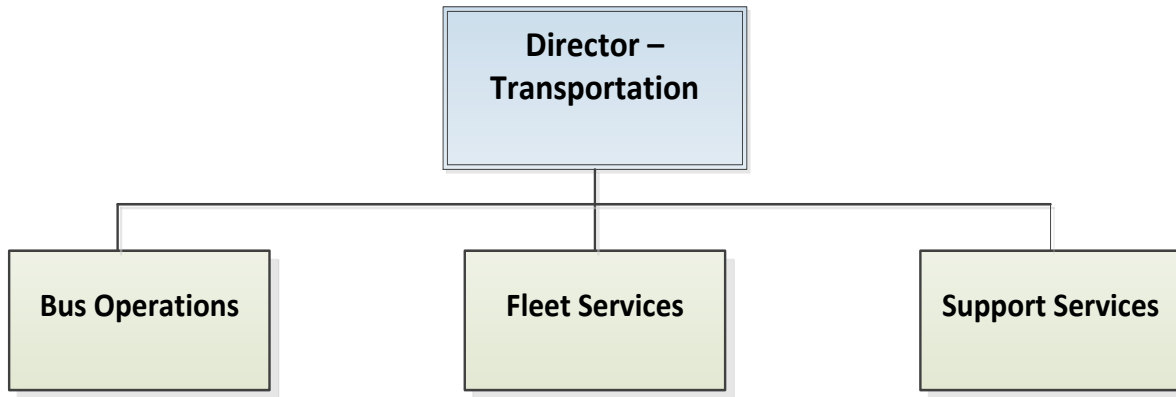 Director –
Transportation
Bus Operations
Fleet Services
Support Services